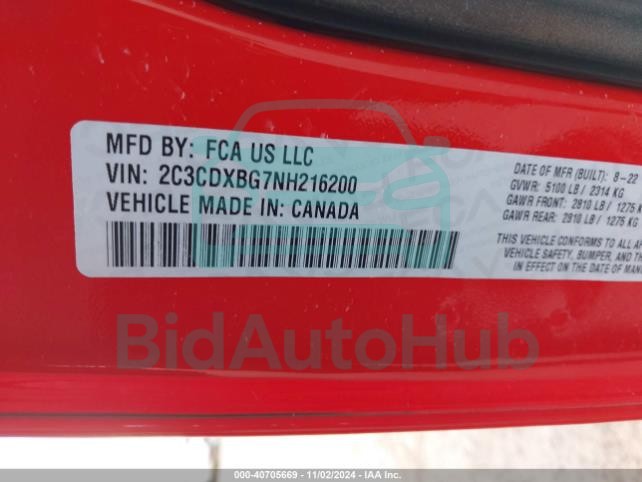 MFD BY: FCA US LLC
VIN: 2C3CDXBG7NH216200
VEHICLE MADE IN: CANADA
DATE OF MFR (BUILT): 8-22
GVWR: 5100 LB / 2314 KG
GAWR FRONT: 2810 LB / 1275 K
GAWR REAR: 2810 LB / 1275 KG
THIS VEHICLE CONFORMS TO ALL AP
VEHICLE SAFETY, BUMPER, AND TH
IN EFFECT ON THE DATE OF MAN
BidAutoHub
000-40705669 - 11/02/2024 - IAA Inc.